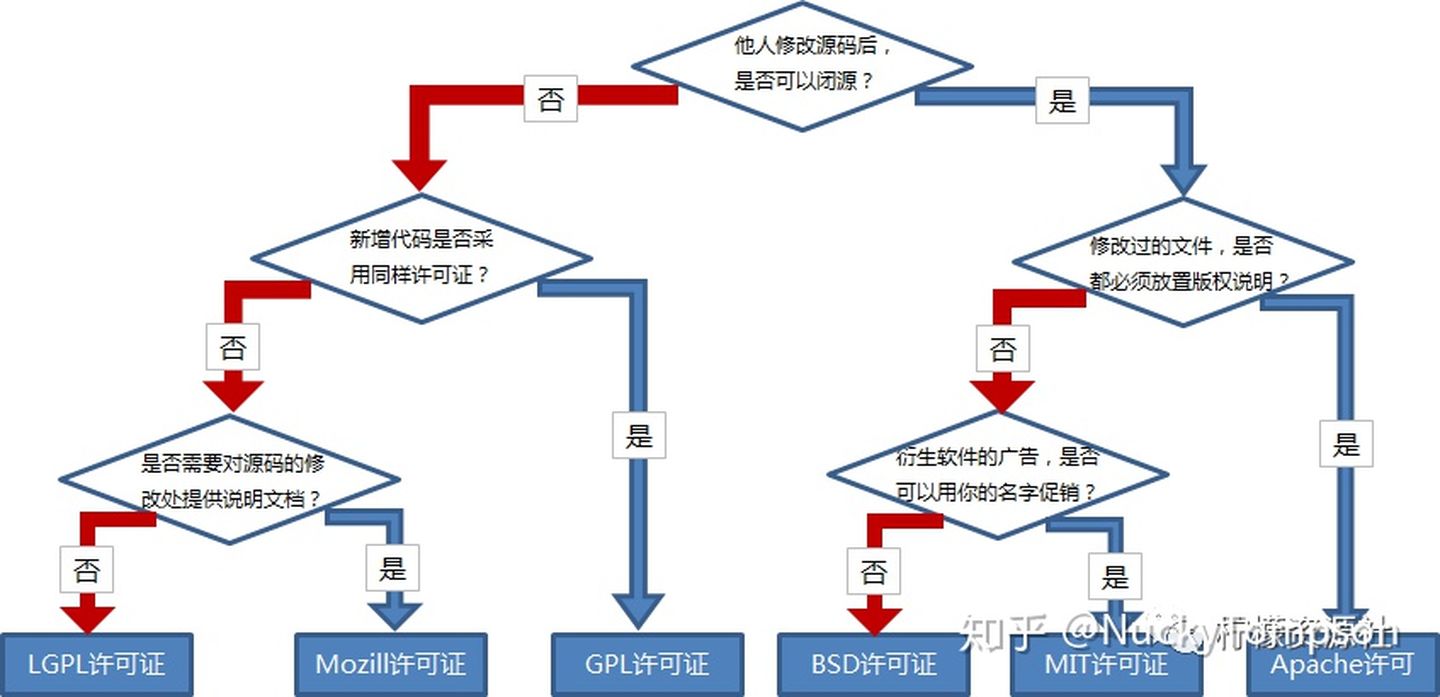 他人修改源码后，
是否可以闭源？
否
是
新增代码是否采
用同样许可证？
修改过的文件，是否
都必须放置版权说明？
否
是
否
是
是否需要对源码的修
改处提供说明文档？
衍生软件的广告，是否
可以用你的名字促销？
否
是
否
是
LGPL许可证
Mozill许可证
GPL许可证
BSD许可证
MIT许可证
Apache许可
知乎